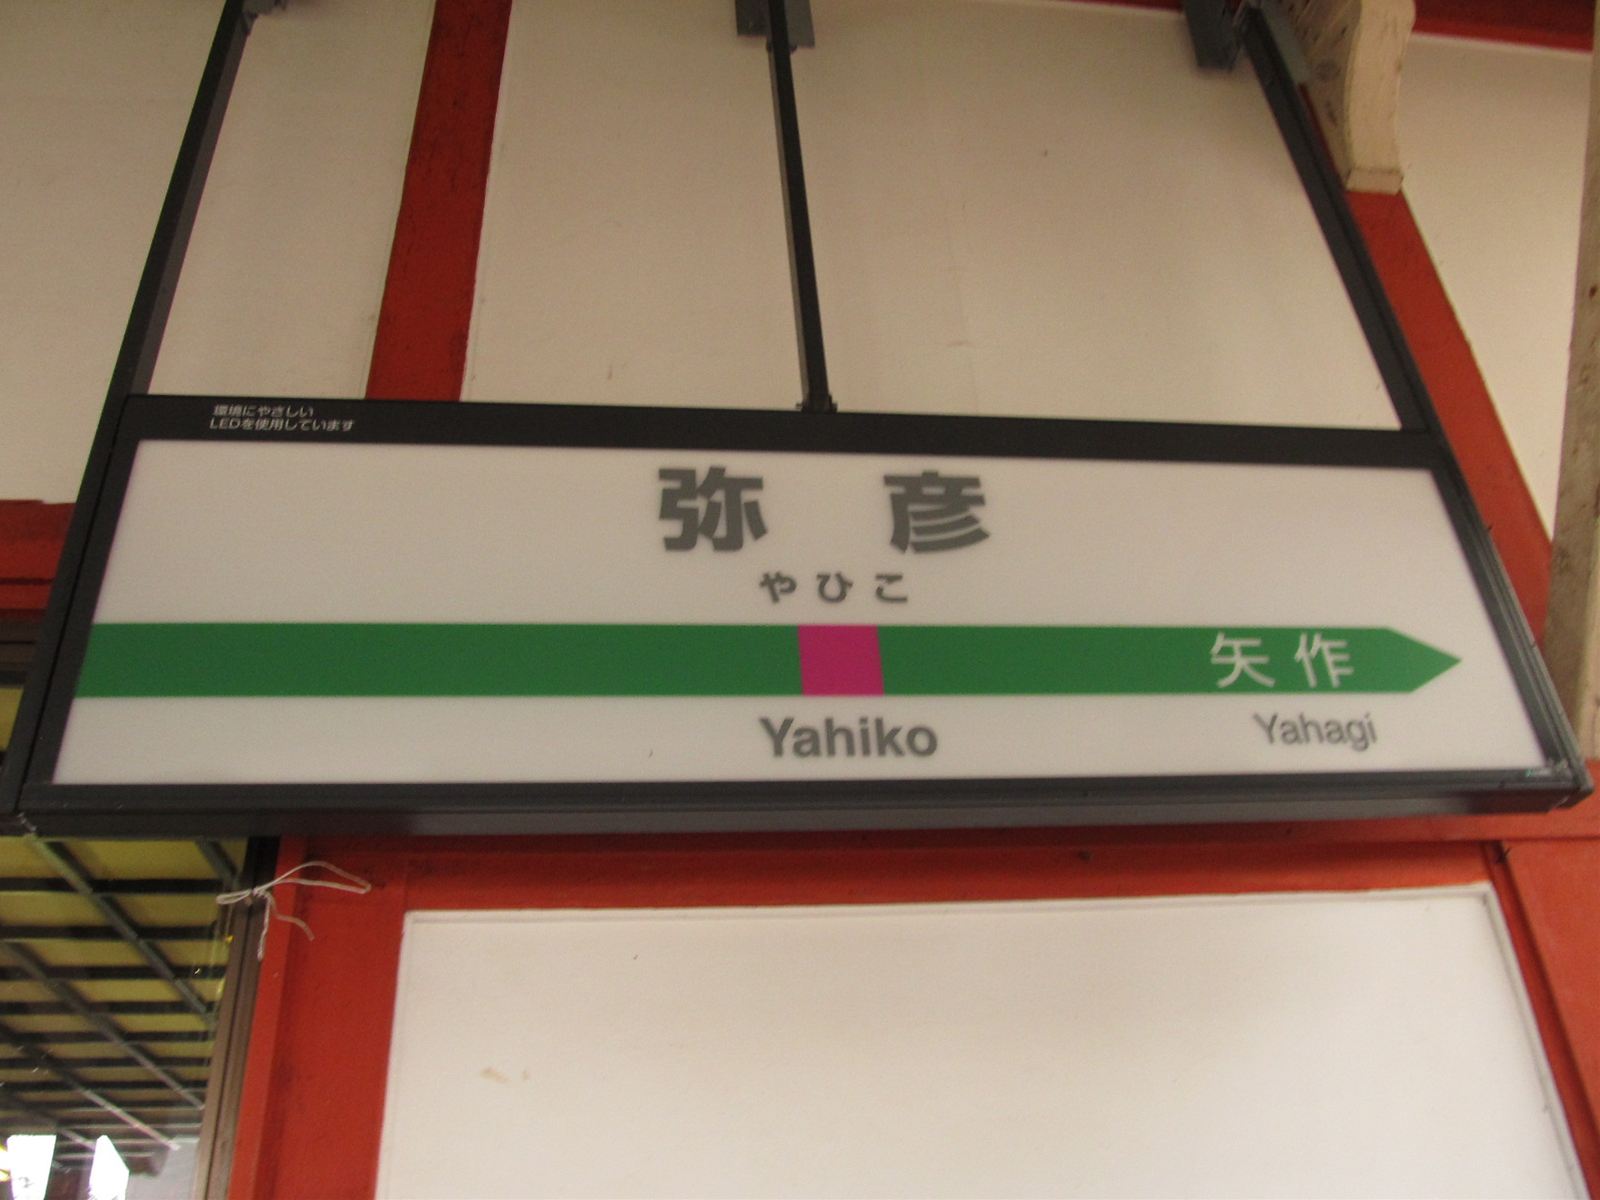 環境にやさしい
LEDを使用しています
弥彦
やひこ
矢作
Yahiko
Yahagi